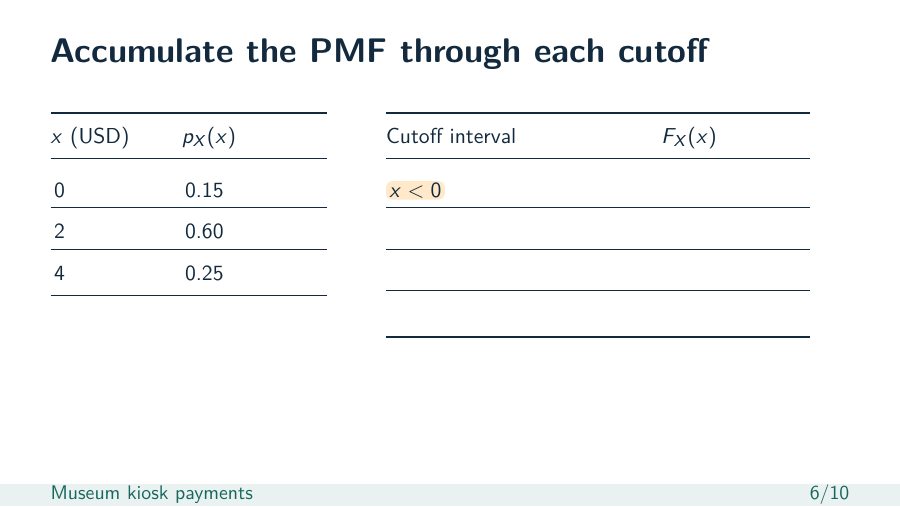 Accumulate the PMF through each cutoff
x (USD) pX(x)
0 0.15
2 0.60
4 0.25
Cutoff interval FX(x)
x < 0
Museum kiosk payments 6/10